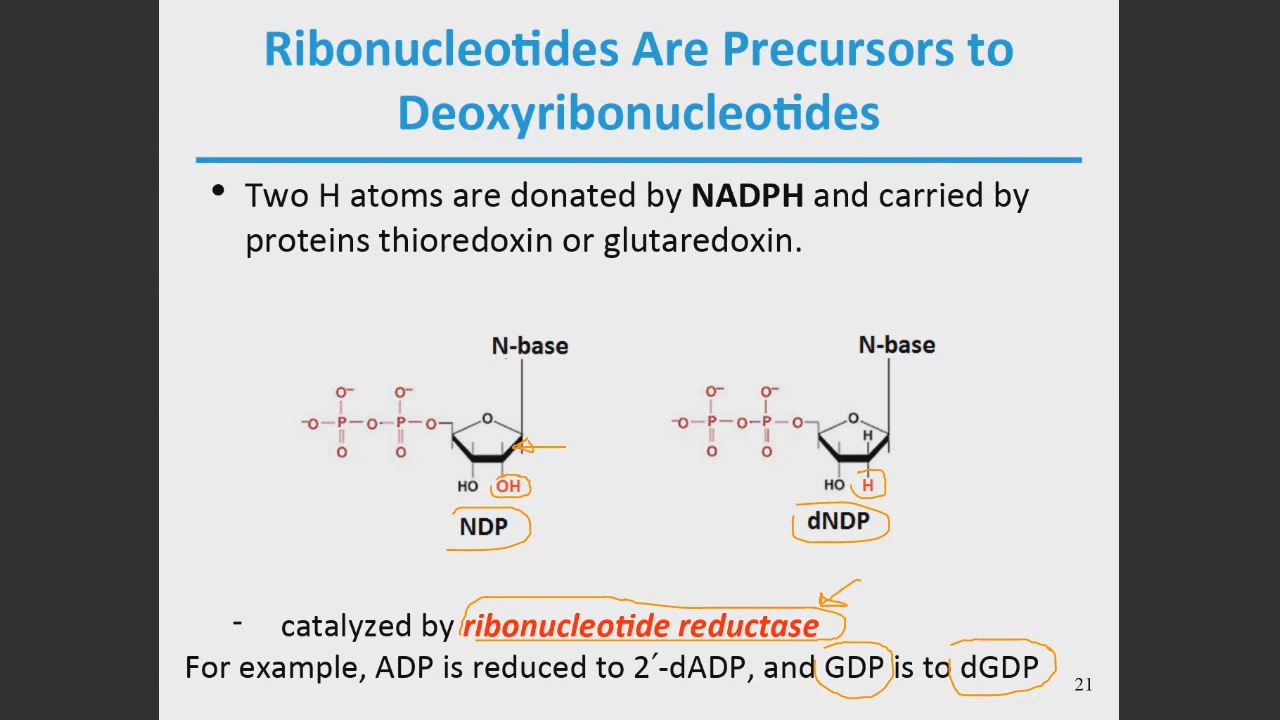 Ribonucleotides Are Precursors to
Deoxyribonucleotides
• Two H atoms are donated by NADPH and carried by
proteins thioredoxin or glutaredoxin.
N-base
N-base
O⁻ O⁻ O⁻ O⁻
⁻O P O P O O ⁻O P O P O O
H
O O O O
HO OH HO H
NDP dNDP
- catalyzed by ribonucleotide reductase
For example, ADP is reduced to 2′-dADP, and GDP is to dGDP
21